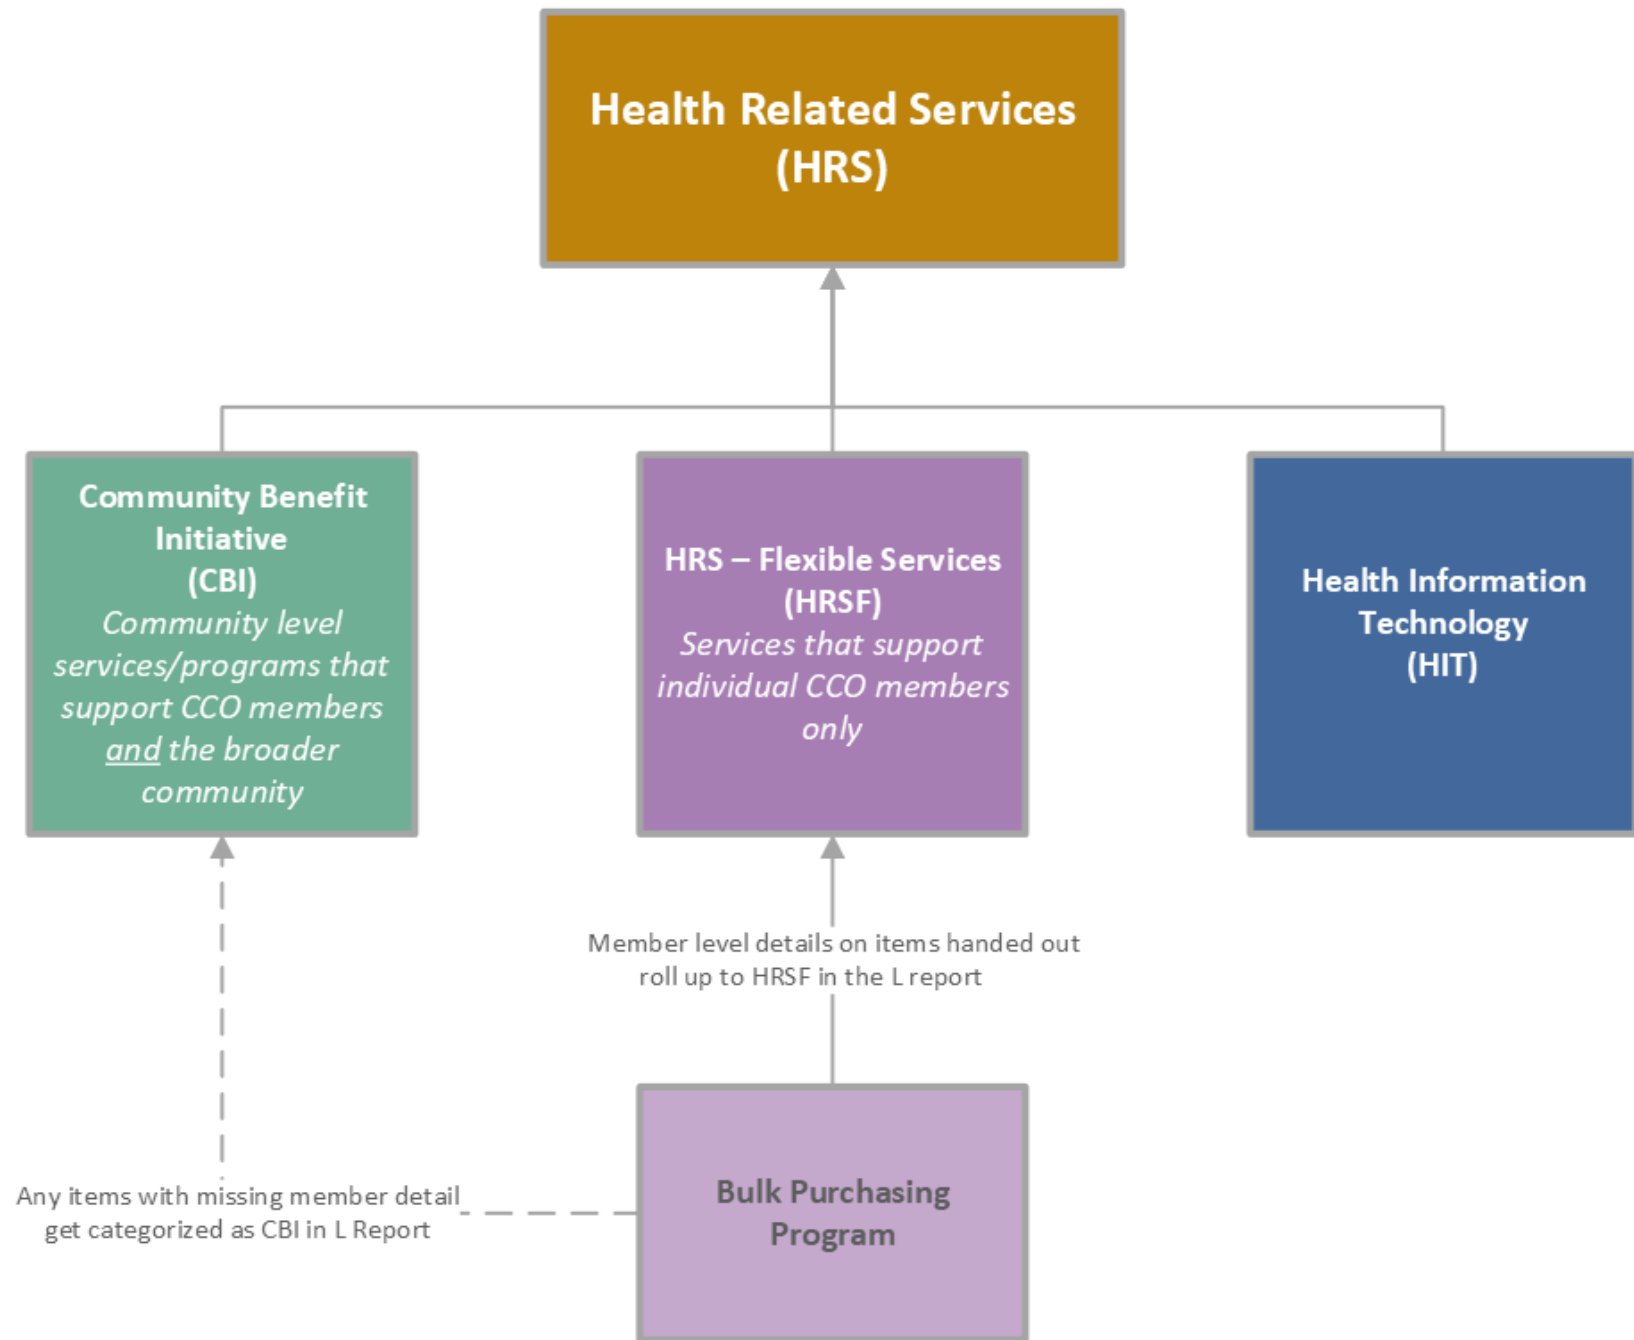 Health Related Services
(HRS)
Community Benefit
Initiative
(CBI)
Community level
services/programs that
support CCO members
and the broader
community
HRS – Flexible Services
(HRSF)
Services that support
individual CCO members
only
Health Information
Technology
(HIT)
Member level details on items handed out
roll up to HRSF in the L report
Any items with missing member detail
get categorized as CBI in L Report
Bulk Purchasing
Program